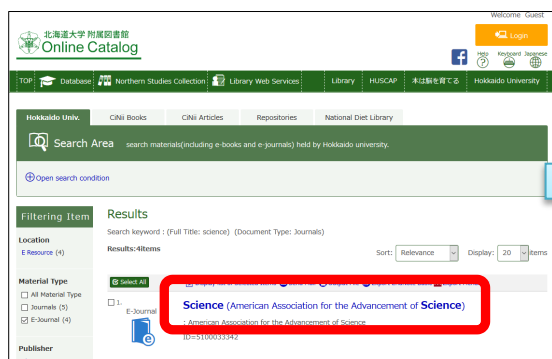 Welcome Guest
北海道大学 附属図書館
Online Catalog
Login
Help Keyboard Japanese
TOP Database Northern Studies Collection Library Web Services Library HUSCAP 本は脳を育てる Hokkaido University
Hokkaido Univ. CiNii Books CiNii Articles Repositories National Diet Library
Search Area search materials(including e-books and e-journals) held by Hokkaido university.
Open search condition
Filtering Item
Location
E Resource (4)
Material Type
All Material Type
Journals (5)
E-Journal (4)
Publisher
Results
Search keyword : (Full Title: science) (Document Type: Journals)
Results:4items
Sort: Relevance Display: 20 items
Select All
1.
E-Journal
Science (American Association for the Advancement of Science)
: American Association for the Advancement of Science
ID=5100033342